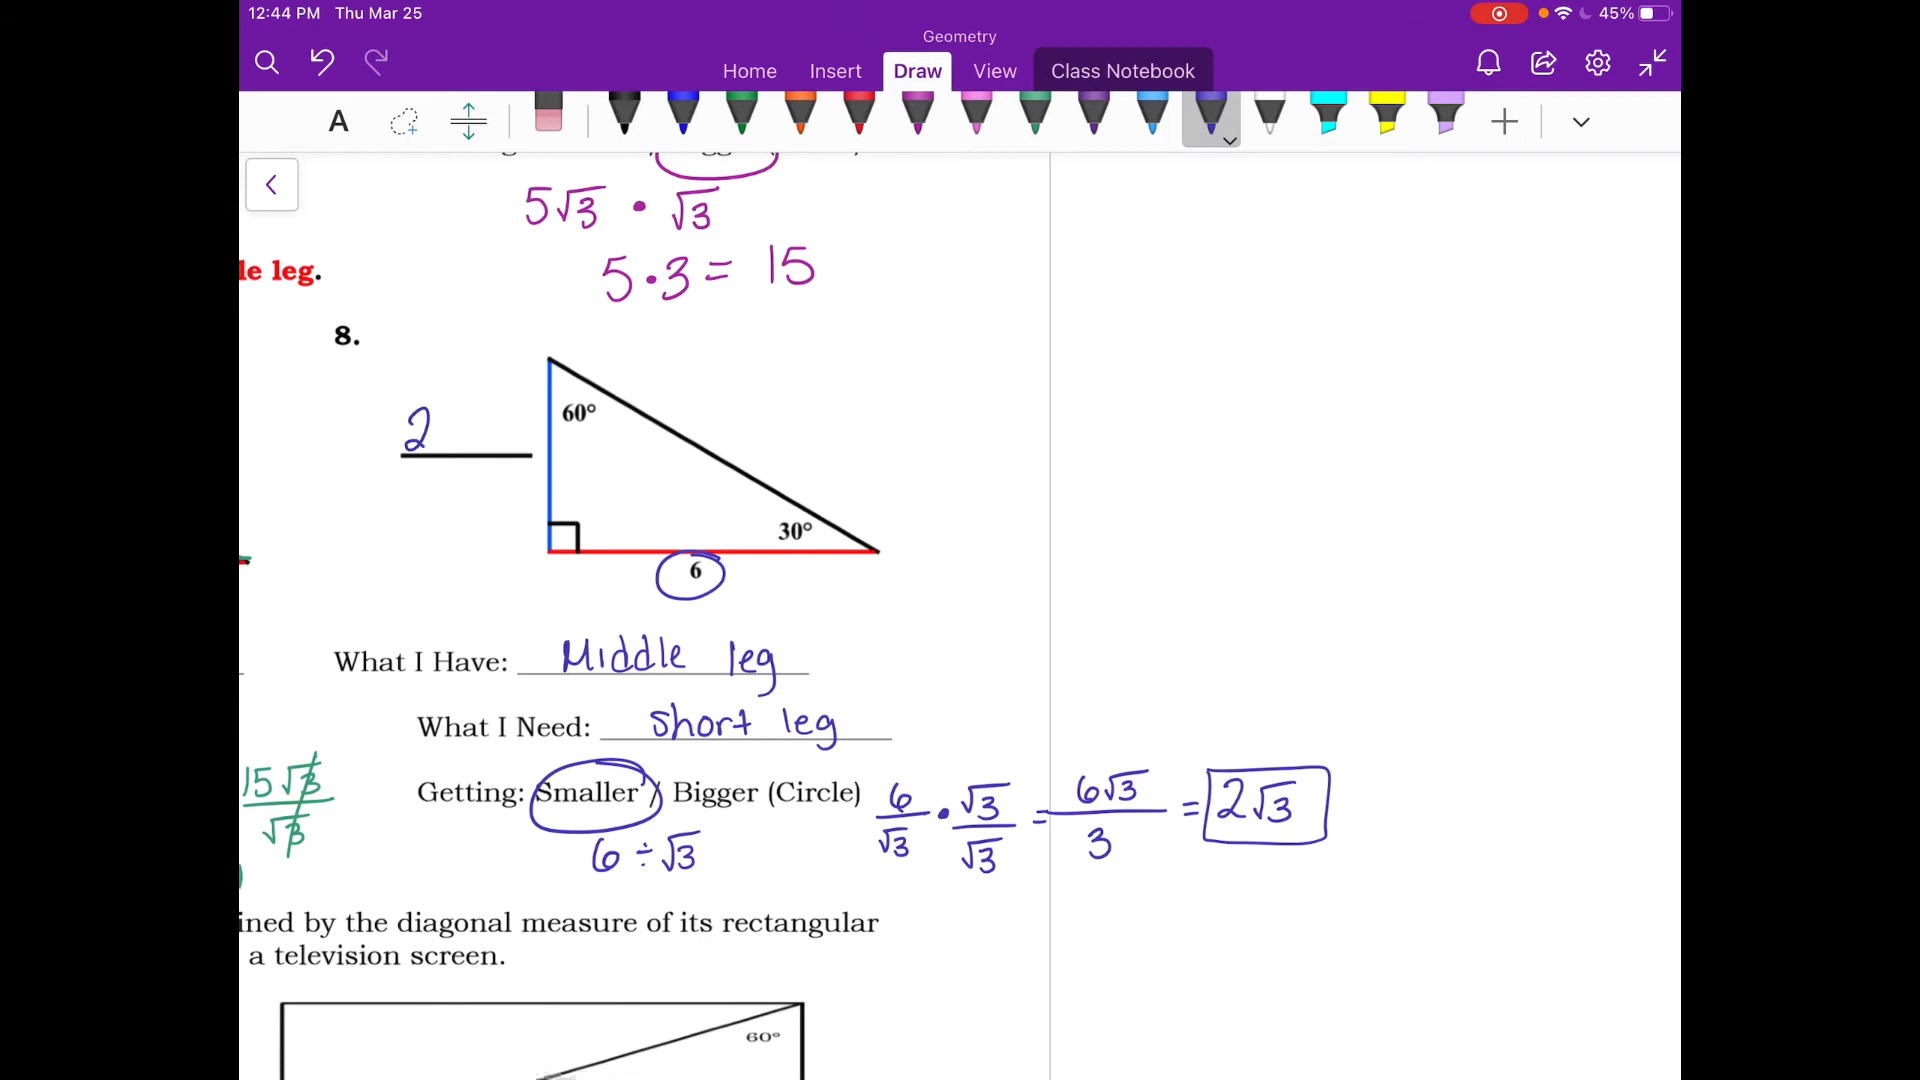 12:44 PM Thu Mar 25
45%
Geometry
Home Insert Draw View Class Notebook
A
5√3 • √3
le leg.
5 • 3 = 15
8.
2
60°
30°
6
What I Have: Middle leg
What I Need: short leg
15√3 / √3
Getting: Smaller / Bigger (Circle)
6/√3 • √3/√3 = 6√3/3 = 2√3
6 ÷ √3
ined by the diagonal measure of its rectangular
a television screen.
60°